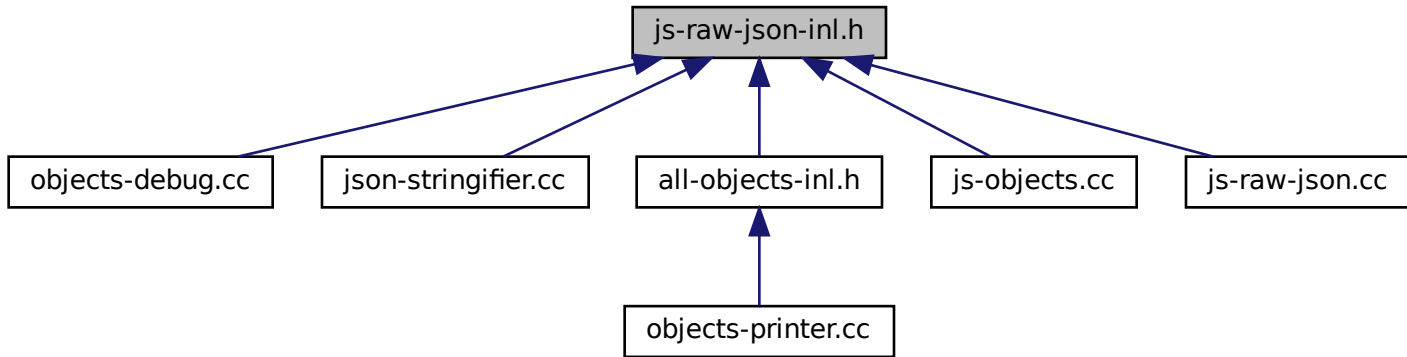 js-raw-json-inl.h
objects-debug.cc
json-stringifier.cc
all-objects-inl.h
js-objects.cc
js-raw-json.cc
objects-printer.cc